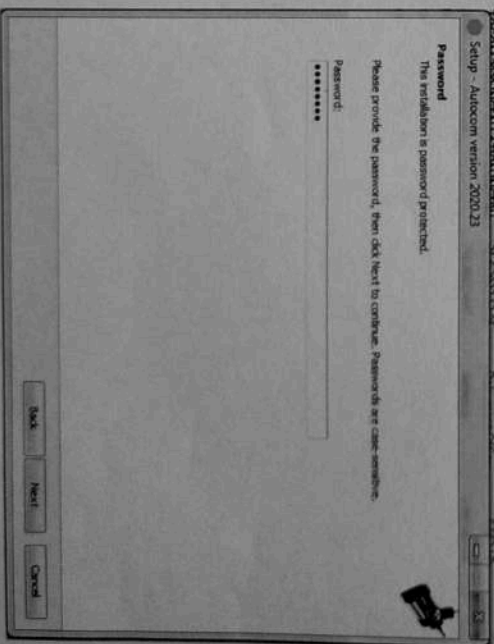 Setup - Autocom version 2020.23
Password
This installation is password protected.
Please provide the password, then click Next to continue. Passwords are case-sensitive.
Password:
●●●●●●●●●
Back
Next
Cancel